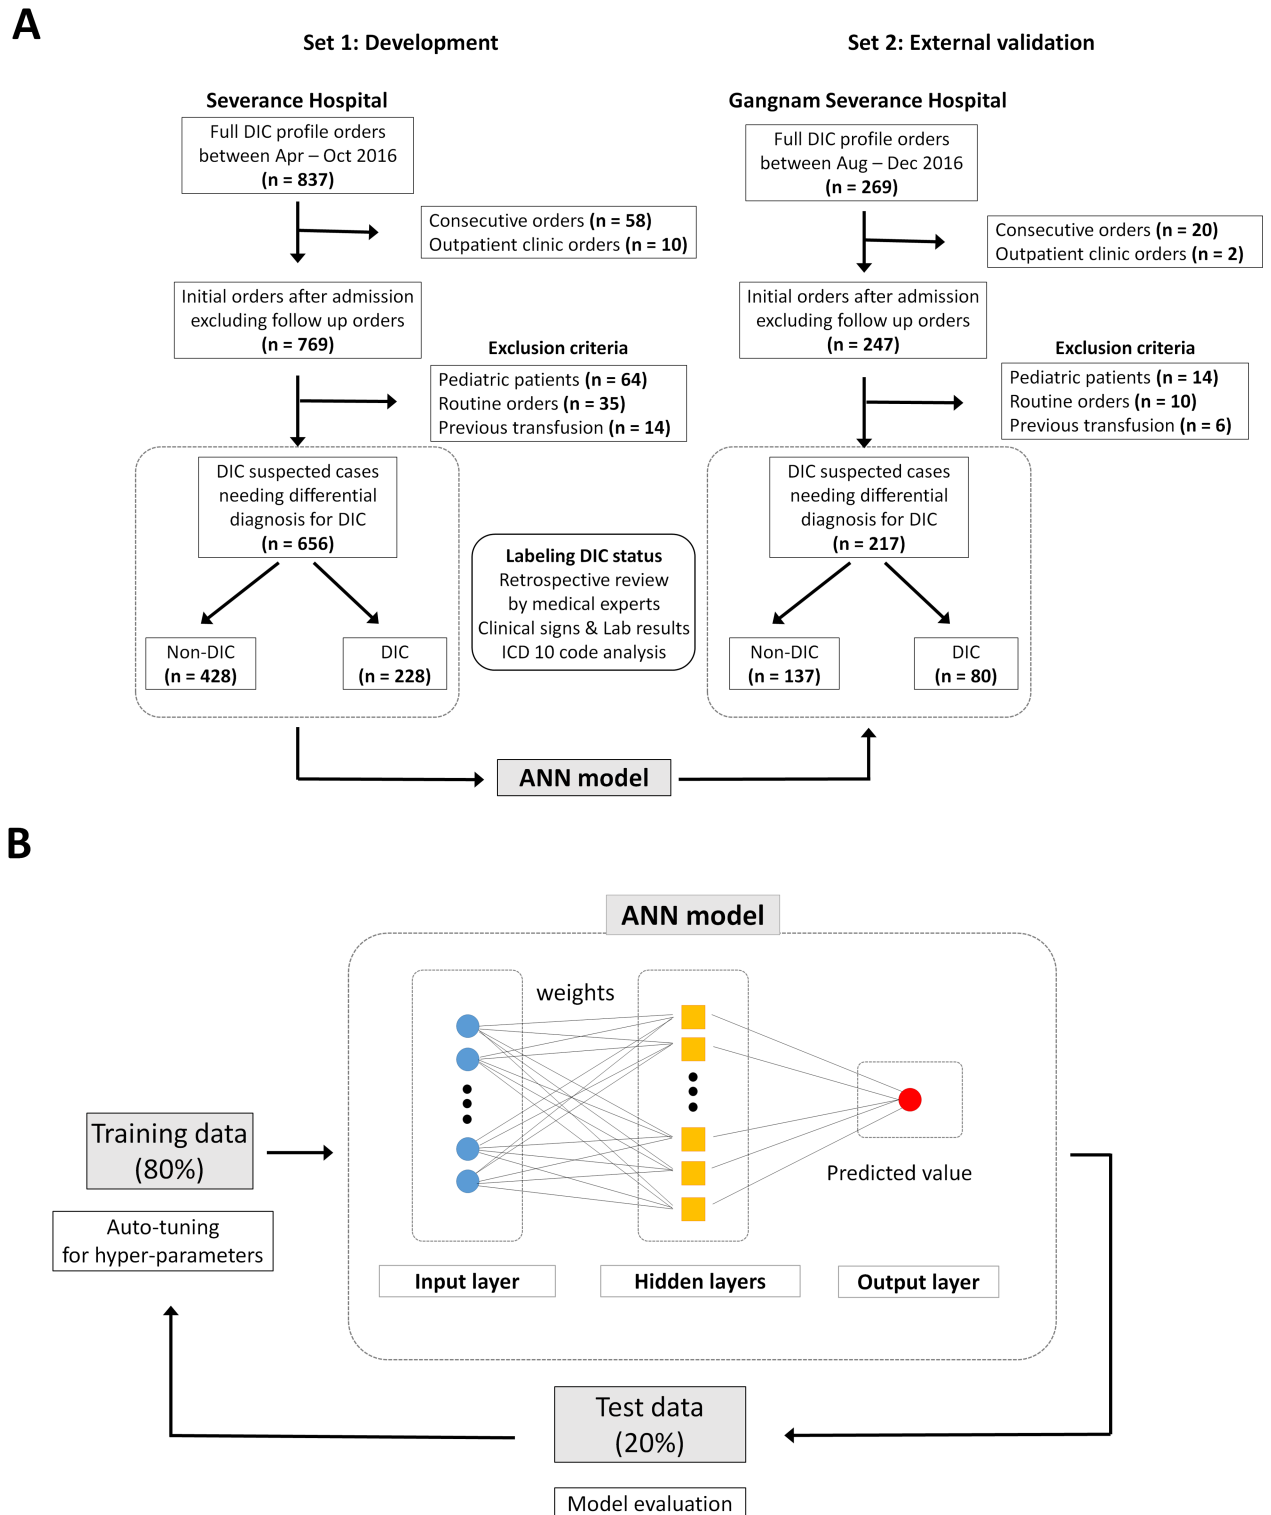 A
Set 1: Development
Severance Hospital
Full DIC profile orders
between Apr – Oct 2016
(n = 837)
Consecutive orders (n = 58)
Outpatient clinic orders (n = 10)
Initial orders after admission
excluding follow up orders
(n = 769)
Exclusion criteria
Pediatric patients (n = 64)
Routine orders (n = 35)
Previous transfusion (n = 14)
DIC suspected cases
needing differential
diagnosis for DIC
(n = 656)
Non-DIC
(n = 428)
DIC
(n = 228)
Labeling DIC status
Retrospective review
by medical experts
Clinical signs & Lab results
ICD 10 code analysis
Set 2: External validation
Gangnam Severance Hospital
Full DIC profile orders
between Aug – Dec 2016
(n = 269)
Consecutive orders (n = 20)
Outpatient clinic orders (n = 2)
Initial orders after admission
excluding follow up orders
(n = 247)
Exclusion criteria
Pediatric patients (n = 14)
Routine orders (n = 10)
Previous transfusion (n = 6)
DIC suspected cases
needing differential
diagnosis for DIC
(n = 217)
Non-DIC
(n = 137)
DIC
(n = 80)
ANN model
B
ANN model
weights
Training data
(80%)
Auto-tuning
for hyper-parameters
Predicted value
Input layer
Hidden layers
Output layer
Test data
(20%)
Model evaluation